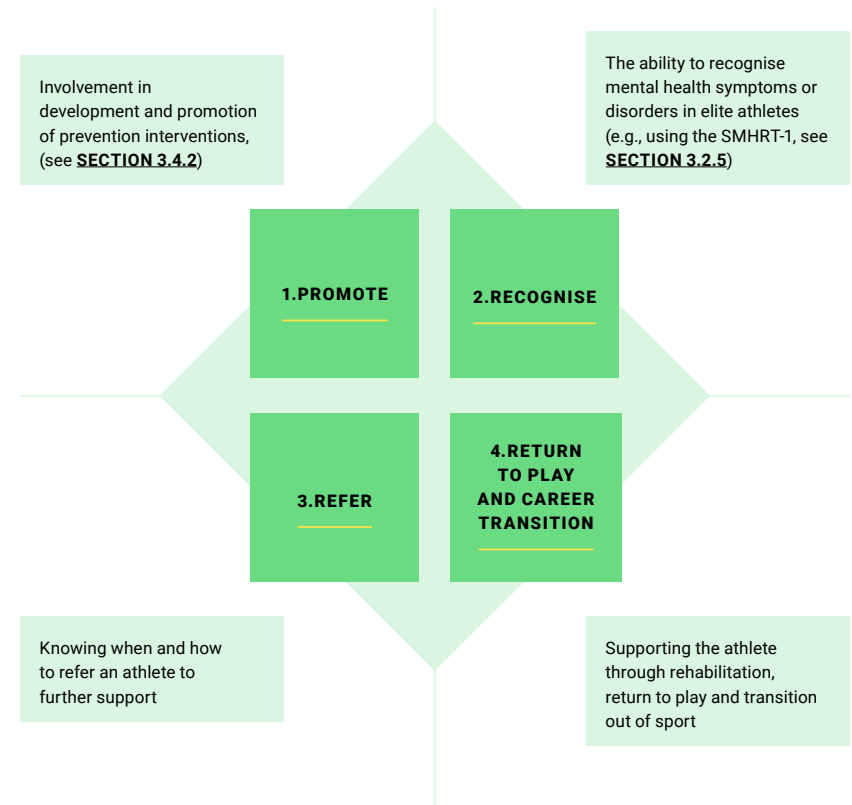 Involvement in
development and promotion
of prevention interventions,
(see SECTION 3.4.2)
The ability to recognise
mental health symptoms or
disorders in elite athletes
(e.g., using the SMHRT-1, see
SECTION 3.2.5)
1.PROMOTE
2.RECOGNISE
3.REFER
4.RETURN
TO PLAY
AND CAREER
TRANSITION
Knowing when and how
to refer an athlete to
further support
Supporting the athlete
through rehabilitation,
return to play and transition
out of sport